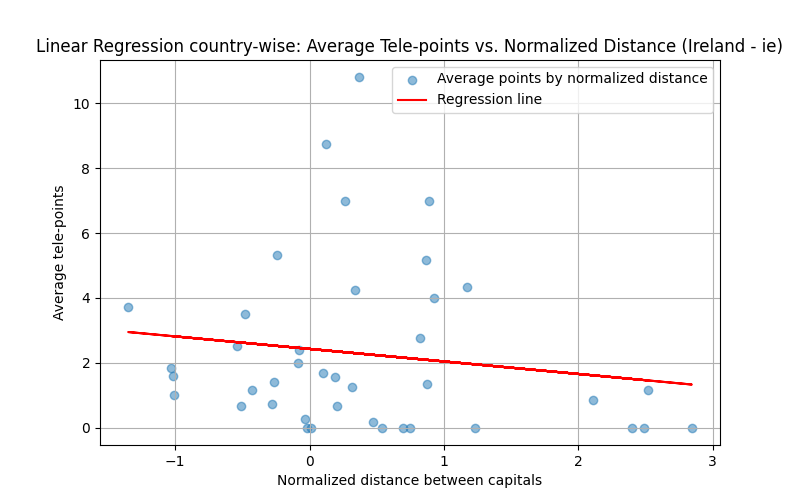 Linear Regression country-wise: Average Tele-points vs. Normalized Distance (Ireland - ie)
Average points by normalized distance
Regression line
10
8
6
4
2
0
Average tele-points
−1
0
1
2
3
Normalized distance between capitals